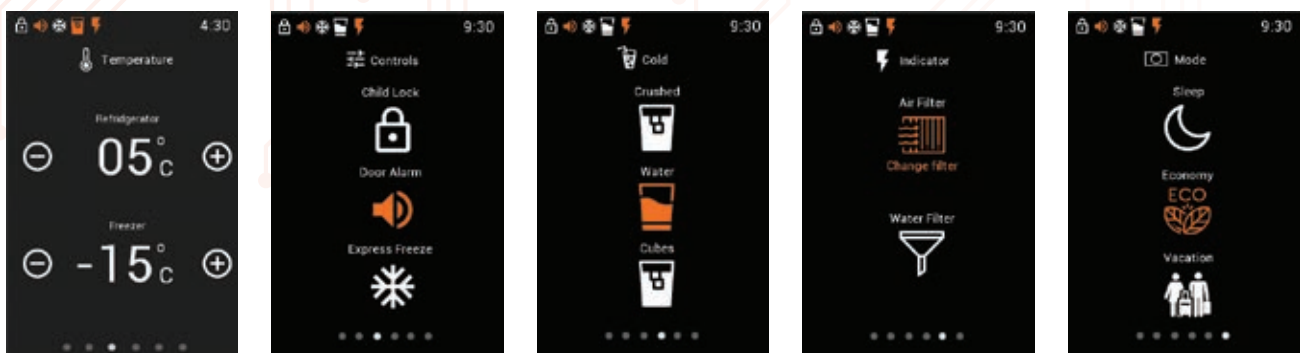 4:30
Temperature
Refridgerator
05°C
Freezer
-15°C
9:30
Controls
Child Lock
Door Alarm
Express Freeze
9:30
Cold
Crushed
Water
Cubes
9:30
Indicator
Air Filter
Change filter
Water Filter
9:30
Mode
Sleep
Economy
ECO
Vacation